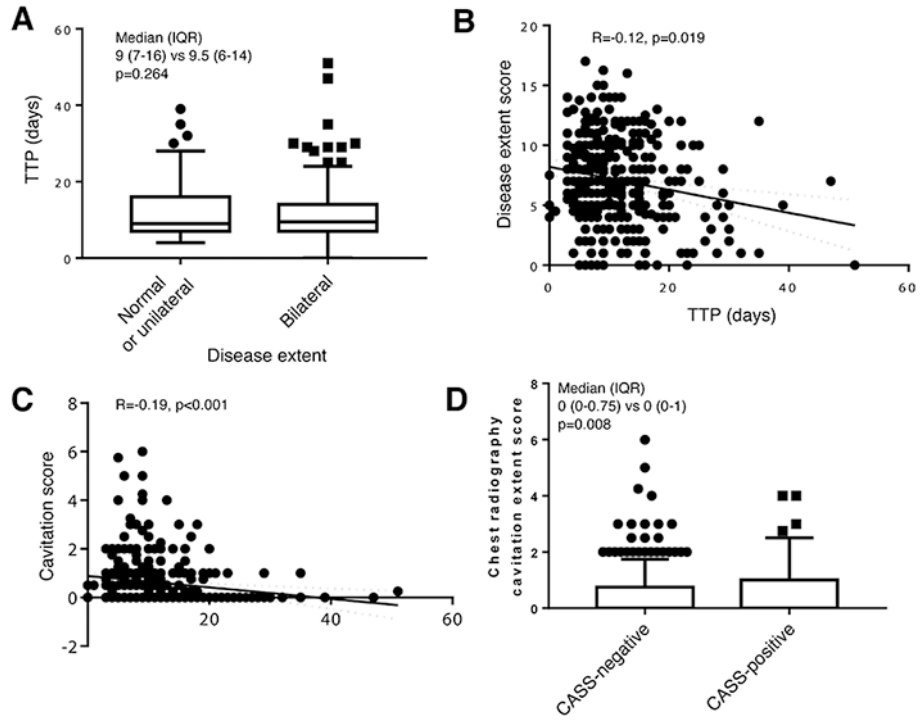 A
Median (IQR)
9 (7-16) vs 9.5 (6-14)
p=0.264
TTP (days)
60
40
20
0
Normal
or unilateral
Bilateral
Disease extent
B
R=-0.12, p=0.019
Disease extent score
20
15
10
5
0
0 20 40 60
TTP (days)
C
R=-0.19, p<0.001
Cavitation score
8
6
4
2
0
-2
20 40 60
D
Median (IQR)
0 (0-0.75) vs 0 (0-1)
p=0.008
Chest radiography
cavitation extent score
8
6
4
2
0
CASS-negative
CASS-positive